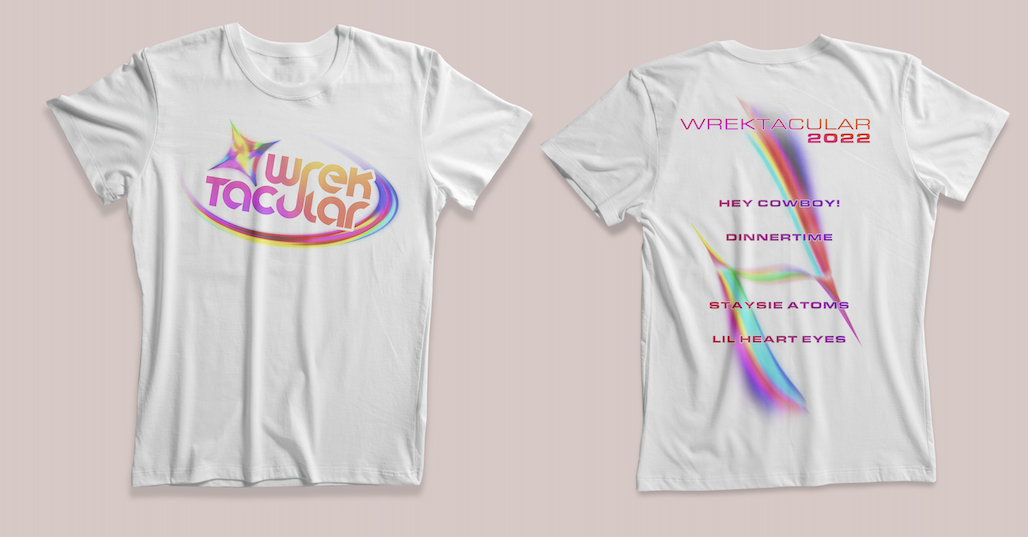 wrek
Tacular
WREKTACULAR
2022
HEY COWBOY!
DINNERTIME
STAYSIE ATOMS
LIL HEART EYES